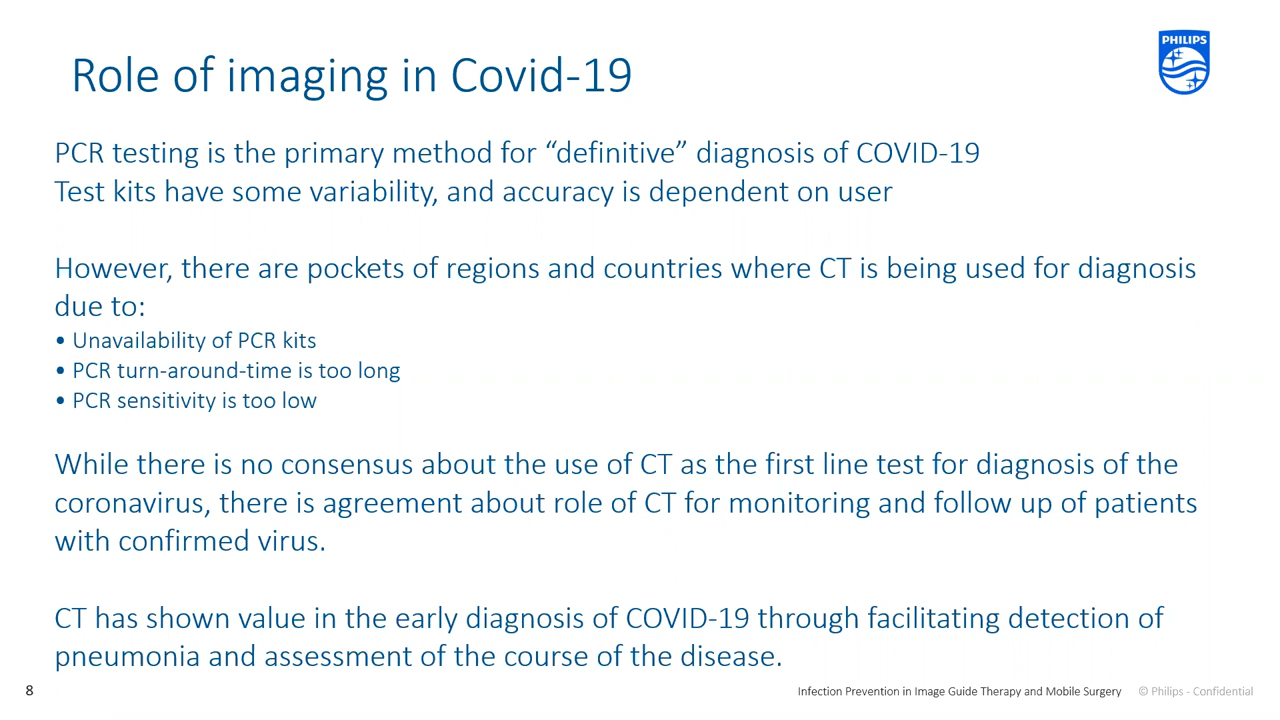 Role of imaging in Covid-19
PHILIPS
PCR testing is the primary method for “definitive” diagnosis of COVID-19
Test kits have some variability, and accuracy is dependent on user
However, there are pockets of regions and countries where CT is being used for diagnosis
due to:
• Unavailability of PCR kits
• PCR turn-around-time is too long
• PCR sensitivity is too low
While there is no consensus about the use of CT as the first line test for diagnosis of the
coronavirus, there is agreement about role of CT for monitoring and follow up of patients
with confirmed virus.
CT has shown value in the early diagnosis of COVID-19 through facilitating detection of
pneumonia and assessment of the course of the disease.
8
Infection Prevention in Image Guide Therapy and Mobile Surgery © Philips - Confidential